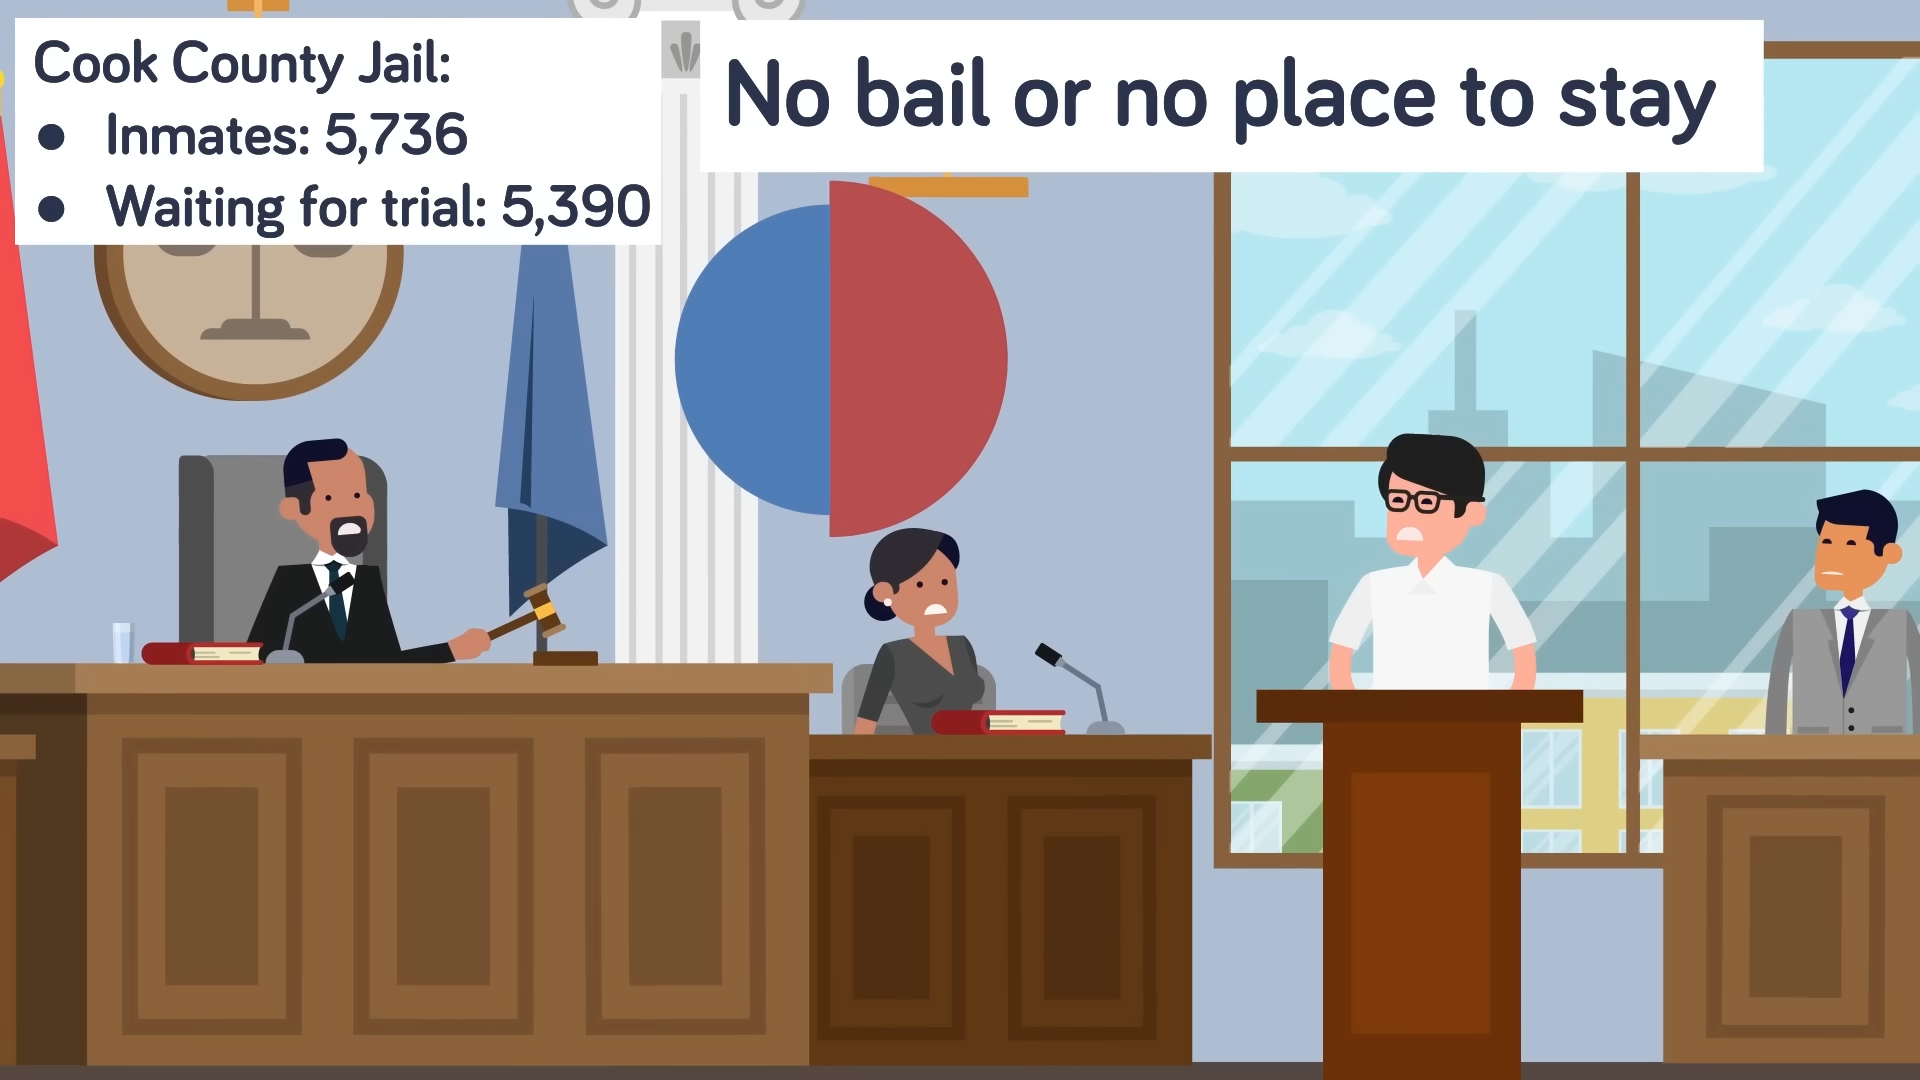 Cook County Jail:
● Inmates: 5,736
● Waiting for trial: 5,390
No bail or no place to stay